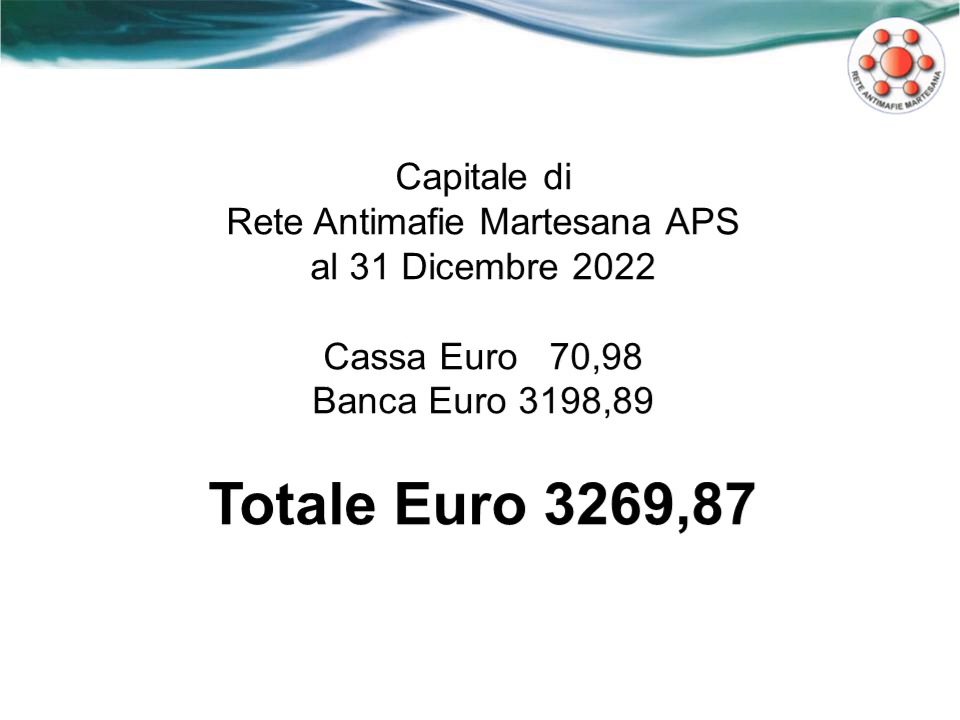 RETE ANTIMAFIE MARTESANA
Capitale di
Rete Antimafie Martesana APS
al 31 Dicembre 2022
Cassa Euro   70,98
Banca Euro 3198,89
Totale Euro 3269,87